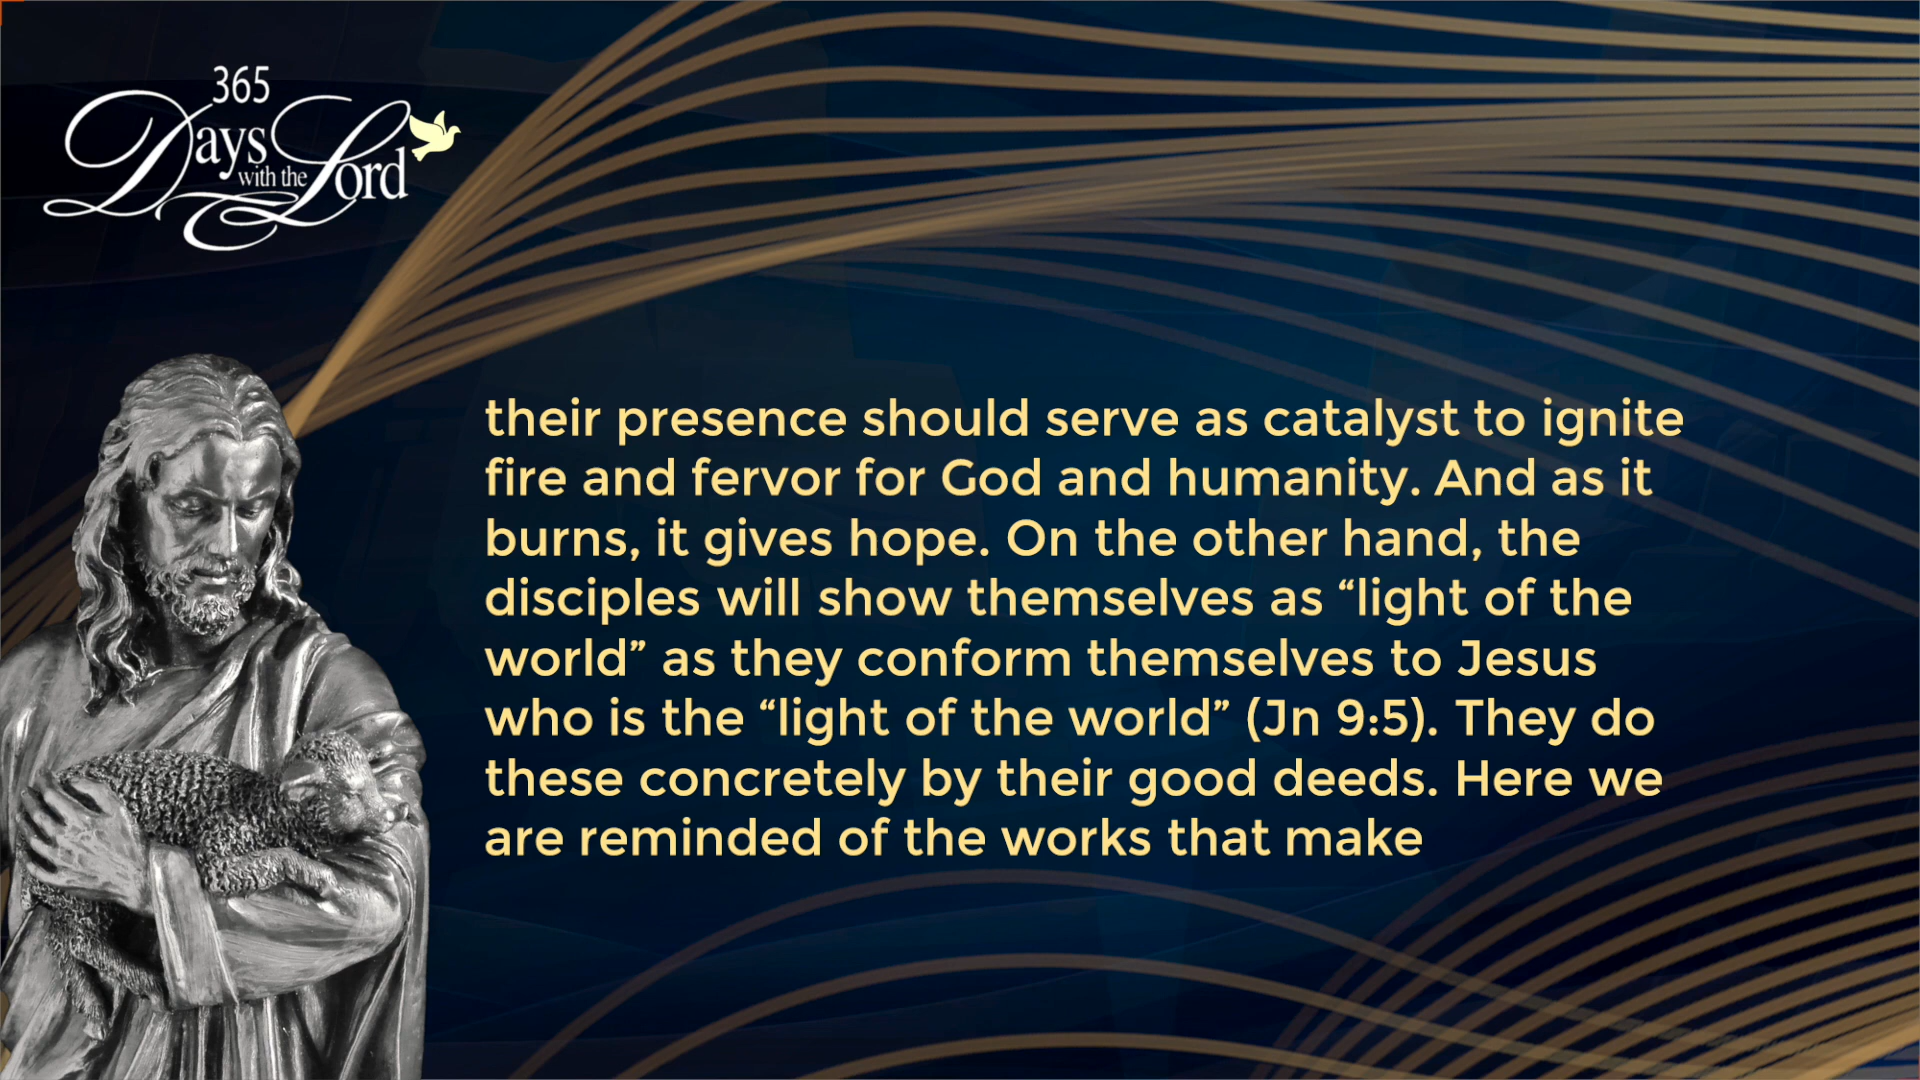 365
Days
with the
Lord
their presence should serve as catalyst to ignite
fire and fervor for God and humanity. And as it
burns, it gives hope. On the other hand, the
disciples will show themselves as “light of the
world” as they conform themselves to Jesus
who is the “light of the world” (Jn 9:5). They do
these concretely by their good deeds. Here we
are reminded of the works that make